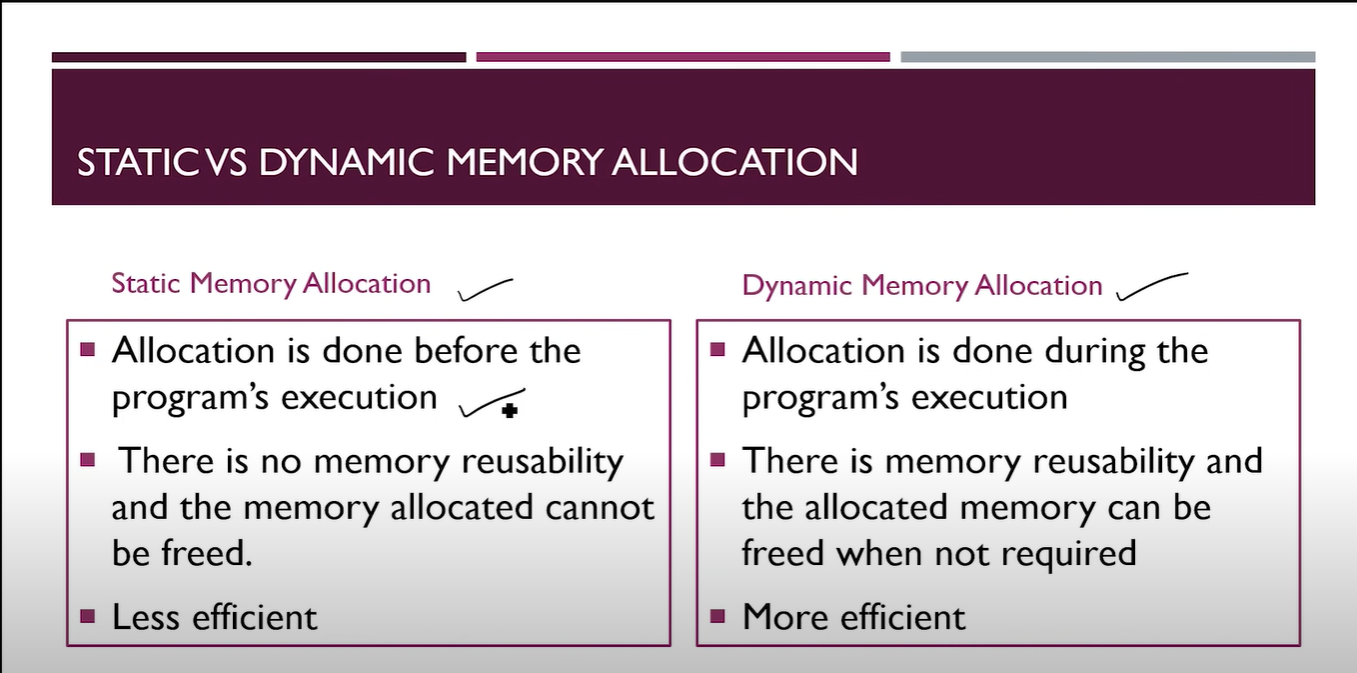 STATIC VS DYNAMIC MEMORY ALLOCATION
Static Memory Allocation
Allocation is done before the
program’s execution
There is no memory reusability
and the memory allocated cannot
be freed.
Less efficient
Dynamic Memory Allocation
Allocation is done during the
program’s execution
There is memory reusability and
the allocated memory can be
freed when not required
More efficient